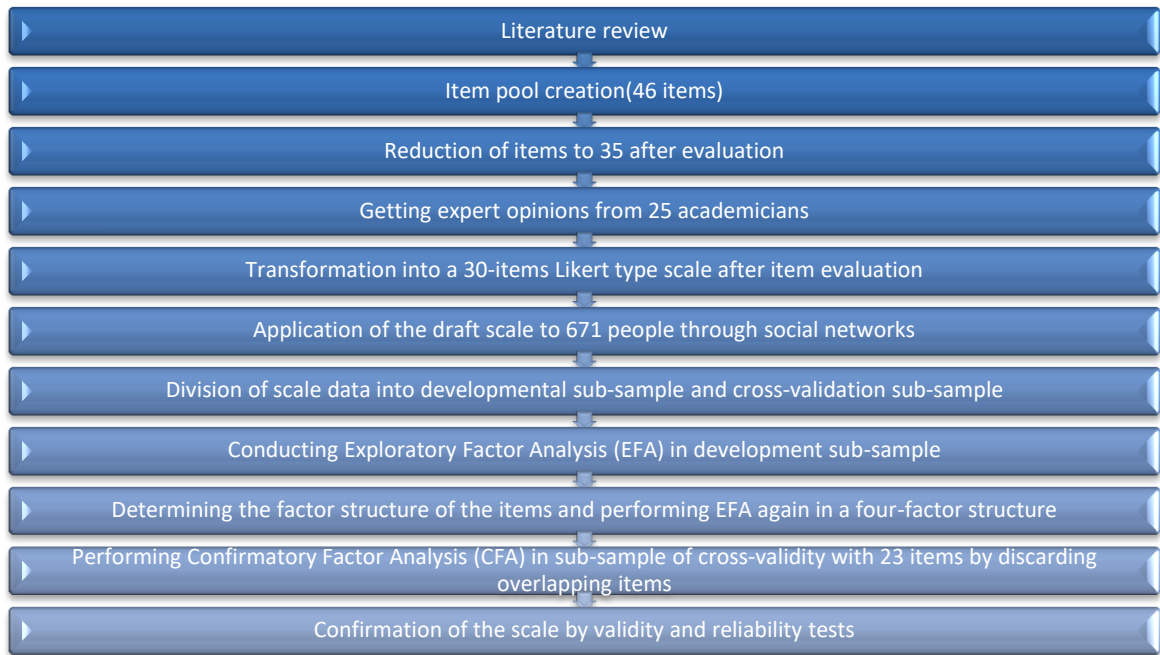 Literature review
Item pool creation(46 items)
Reduction of items to 35 after evaluation
Getting expert opinions from 25 academicians
Transformation into a 30-items Likert type scale after item evaluation
Application of the draft scale to 671 people through social networks
Division of scale data into developmental sub-sample and cross-validation sub-sample
Conducting Exploratory Factor Analysis (EFA) in development sub-sample
Determining the factor structure of the items and performing EFA again in a four-factor structure
Performing Confirmatory Factor Analysis (CFA) in sub-sample of cross-validity with 23 items by discarding
overlapping items
Confirmation of the scale by validity and reliability tests